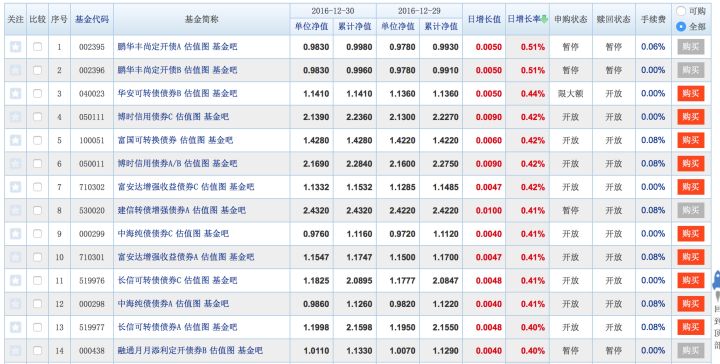 关注 比较 序号 基金代码 基金简称 2016-12-30 2016-12-29 日增长值 日增长率 申购状态 赎回状态 手续费 可购 全部
单位净值 累计净值 单位净值 累计净值
1 002395 鹏华丰尚定开债A 估值图 基金吧 0.9830 0.9980 0.9780 0.9930 0.0050 0.51% 暂停 暂停 0.06% 购买
2 002396 鹏华丰尚定开债B 估值图 基金吧 0.9830 0.9960 0.9780 0.9910 0.0050 0.51% 暂停 暂停 0.00% 购买
3 040023 华安可转债债券B 估值图 基金吧 1.1410 1.1410 1.1360 1.1360 0.0050 0.44% 限大额 开放 0.00% 购买
4 050111 博时信用债券C 估值图 基金吧 2.1390 2.2360 2.1300 2.2270 0.0090 0.42% 开放 开放 0.00% 购买
5 100051 富国可转换债券 估值图 基金吧 1.4280 1.4280 1.4220 1.4220 0.0060 0.42% 开放 开放 0.08% 购买
6 050011 博时信用债券A/B 估值图 基金吧 2.1690 2.2840 2.1600 2.2750 0.0090 0.42% 开放 开放 0.08% 购买
7 710302 富安达增强收益债券C 估值图 基金吧 1.1332 1.1532 1.1285 1.1485 0.0047 0.42% 开放 开放 0.00% 购买
8 530020 建信转债增强债券A 估值图 基金吧 2.4320 2.4320 2.4220 2.4220 0.0100 0.41% 暂停 开放 0.08% 购买
9 000299 中海纯债债券C 估值图 基金吧 0.9760 1.1160 0.9720 1.1120 0.0040 0.41% 开放 开放 0.00% 购买
10 710301 富安达增强收益债券A 估值图 基金吧 1.1547 1.1747 1.1500 1.1700 0.0047 0.41% 开放 开放 0.08% 购买
11 519976 长信可转债债券C 估值图 基金吧 1.1825 2.0895 1.1777 2.0847 0.0048 0.41% 开放 开放 0.00% 购买
12 000298 中海纯债债券A 估值图 基金吧 0.9860 1.1260 0.9820 1.1220 0.0040 0.41% 开放 开放 0.08% 购买
13 519977 长信可转债债券A 估值图 基金吧 1.1998 2.1598 1.1950 2.1550 0.0048 0.40% 开放 开放 0.08% 购买
14 000438 融通月月添利定开债券B 估值图 基金吧 1.0110 1.1330 1.0070 1.1290 0.0040 0.40% 暂停 暂停 0.00% 购买
回
到
顶
部